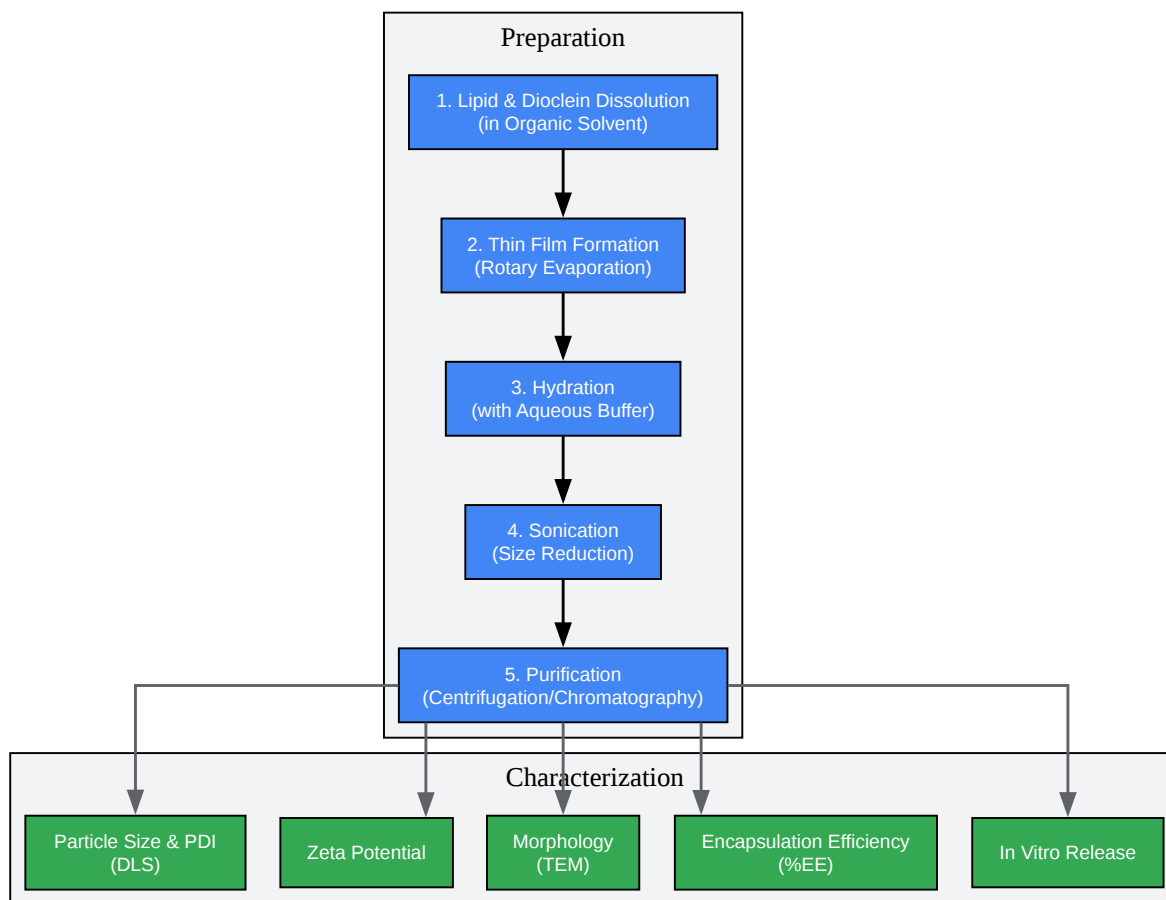 Preparation
1. Lipid & Dioclein Dissolution
(in Organic Solvent)
2. Thin Film Formation
(Rotary Evaporation)
3. Hydration
(with Aqueous Buffer)
4. Sonication
(Size Reduction)
5. Purification
(Centrifugation/Chromatography)
Characterization
Particle Size & PDI
(DLS)
Zeta Potential
Morphology
(TEM)
Encapsulation Efficiency
(%EE)
In Vitro Release